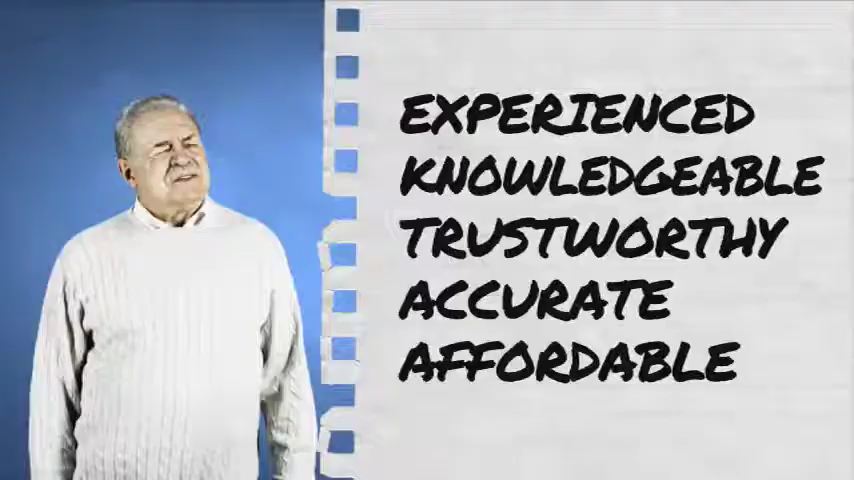 EXPERIENCED
KNOWLEDGEABLE
TRUSTWORTHY
ACCURATE
AFFORDABLE